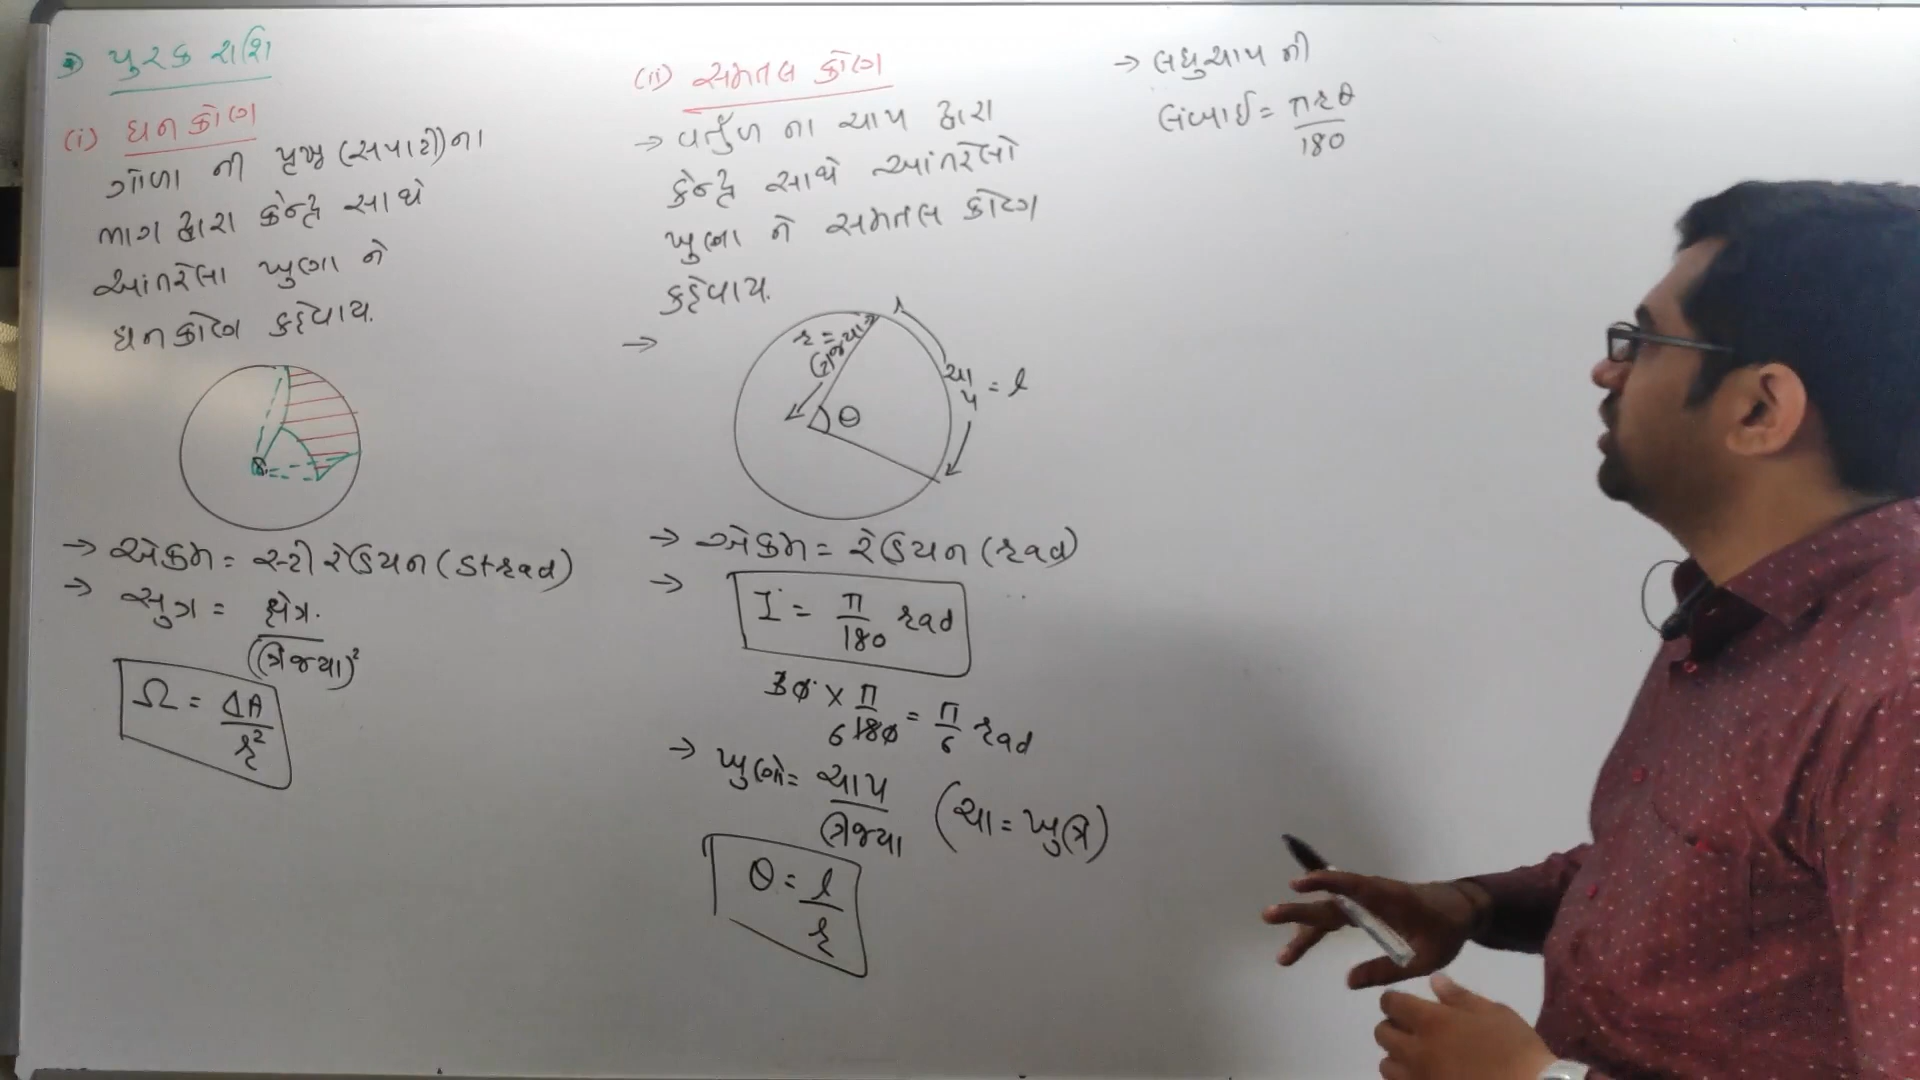 પુરક રાશિ
(i) ઘનકોણ
ગોળા ની પૃષ્ઠ (સપાટી)ના
ભાગ દ્વારા કેન્દ્ર સાથે
આંતરેલા ખુણા ને
ઘનકોણ કહેવાય.
→ એકમ = સ્ટીરેડિયન (strad)
→ સુત્ર = ક્ષેત્ર.
(ત્રિજ્યા)²
Ω = ΔA
r²
(ii) સમતલ કોણ
→ વર્તુળ ના ચાપ દ્વારા
કેન્દ્ર સાથે આંતરેલો
ખુણા ને સમતલ કોણ
કહેવાય.
→
r =
ત્રિજ્યા
θ
ચાપ = l
→ એકમ = રેડિયન (rad)
→ 1° = π/180 rad
30° × π/180 = π/6 rad
6
→ ખુણો = ચાપ
ત્રિજ્યા (ચા = ખુત્રિ)
θ = l
r
→ લઘુચાપ ની
લંબાઈ = πrθ
180